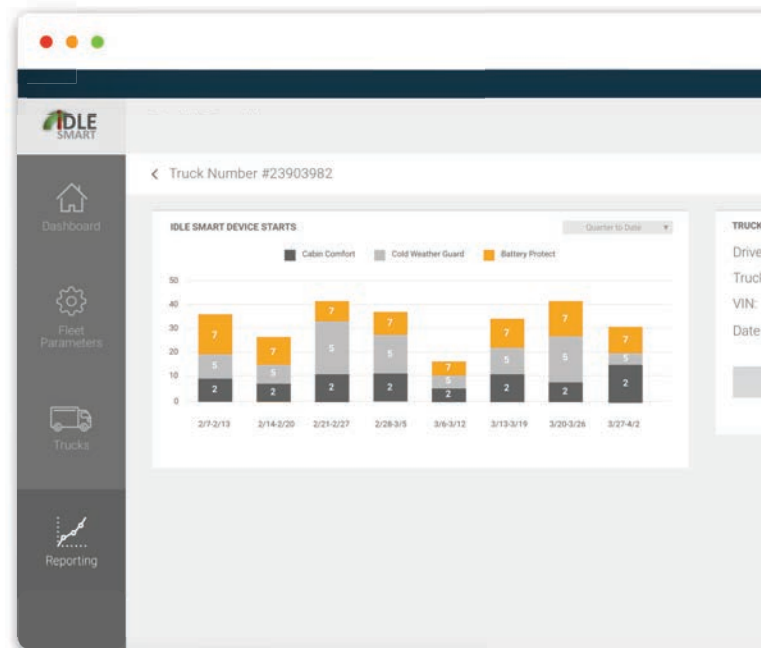 IDLE
SMART
Truck Number #23903982
Dashboard
Fleet
Parameters
Trucks
Reporting
IDLE SMART DEVICE STARTS
Quarter to Date
Cabin Comfort Cold Weather Guard Battery Protect
50
40
30
20
10
0
7 7 7 7 7 7 7 7
5 5 5 5 5 5 5 5
2 2 2 2 2 2 2 2
2/7-2/13 2/14-2/20 2/21-2/27 2/28-3/5 3/6-3/12 3/13-3/19 3/20-3/26 3/27-4/2
TRUCK
Drive
Truck
VIN:
Date